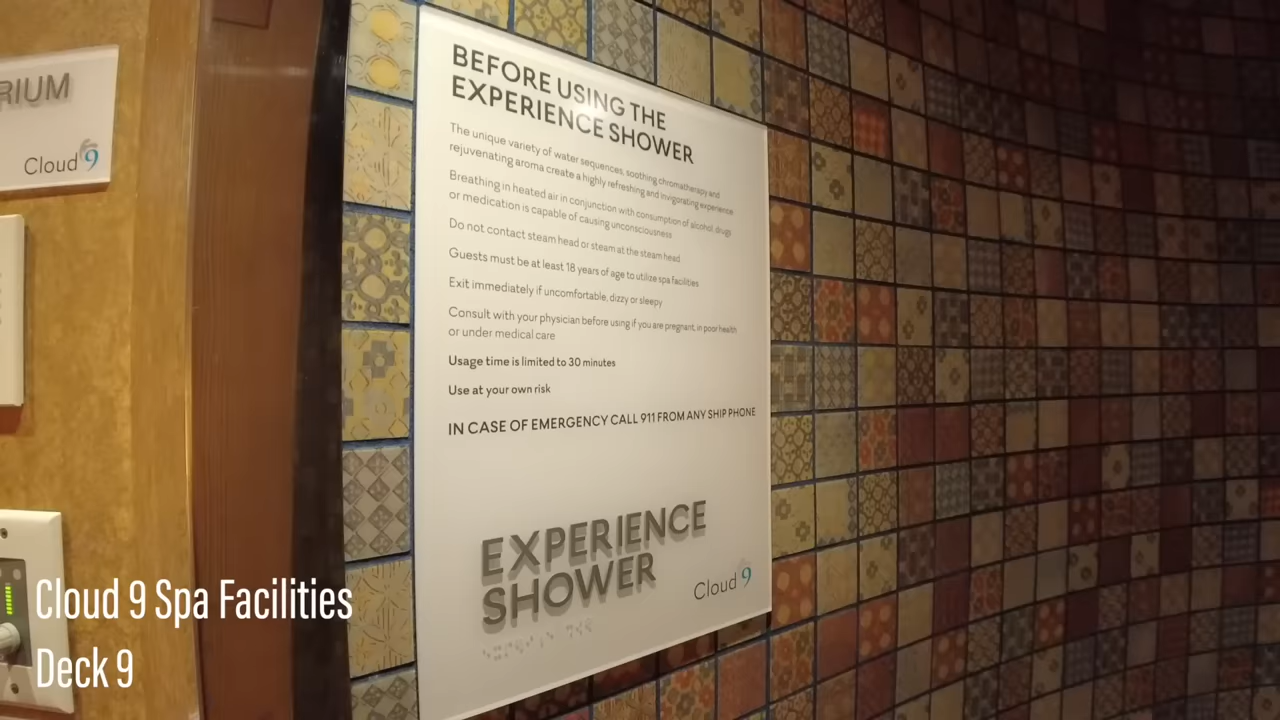 RIUM
Cloud 9
BEFORE USING THE
EXPERIENCE SHOWER
The unique variety of water sequences, soothing chromatherapy and
rejuvenating aroma create a highly refreshing and invigorating experience
Breathing in heated air in conjunction with consumption of alcohol, drugs
or medication is capable of causing unconsciousness
Do not contact steam head or steam at the steam head
Guests must be at least 18 years of age to utilize spa facilities
Exit immediately if uncomfortable, dizzy or sleepy
Consult with your physician before using if you are pregnant, in poor health
or under medical care
Usage time is limited to 30 minutes
Use at your own risk
IN CASE OF EMERGENCY CALL 911 FROM ANY SHIP PHONE
EXPERIENCE
SHOWER
Cloud 9
Cloud 9 Spa Facilities
Deck 9